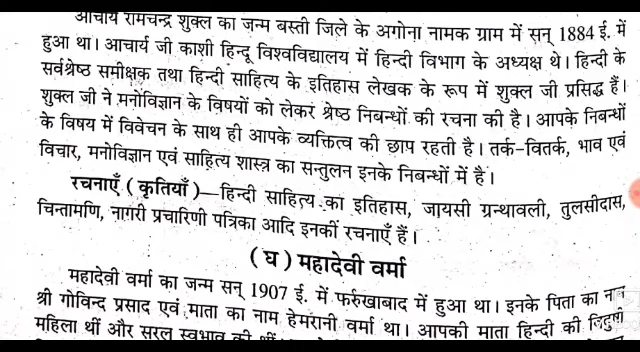 आचार्य रामचन्द्र शुक्ल का जन्म बस्ती जिले के अगोना नामक ग्राम में सन् 1884 ई. में
हुआ था। आचार्य जी काशी हिन्दू विश्वविद्यालय में हिन्दी विभाग के अध्यक्ष थे। हिन्दी के
सर्वश्रेष्ठ समीक्षक तथा हिन्दी साहित्य के इतिहास लेखक के रूप में शुक्ल जी प्रसिद्ध हैं।
शुक्ल जी ने मनोविज्ञान के विषयों को लेकर श्रेष्ठ निबन्धों की रचना की है। आपके निबन्धों
के विषय में विवेचन के साथ ही आपके व्यक्तित्व की छाप रहती है। तर्क-वितर्क, भाव एवं
विचार, मनोविज्ञान एवं साहित्य शास्त्र का सन्तुलन इनके निबन्धों में है।
रचनाएँ (कृतियाँ)—हिन्दी साहित्य का इतिहास, जायसी ग्रन्थावली, तुलसीदास,
चिन्तामणि, नागरी प्रचारिणी पत्रिका आदि इनकीं रचनाएँ हैं।
(घ) महादेवी वर्मा
महादेवी वर्मा का जन्म सन् 1907 ई. में फर्रुखाबाद में हुआ था। इनके पिता का नाम
श्री गोविन्द प्रसाद एवं माता का नाम हेमरानी वर्मा था। आपकी माता हिन्दी की विदुषी
महिला थीं और सरल स्वभाव की थीं।